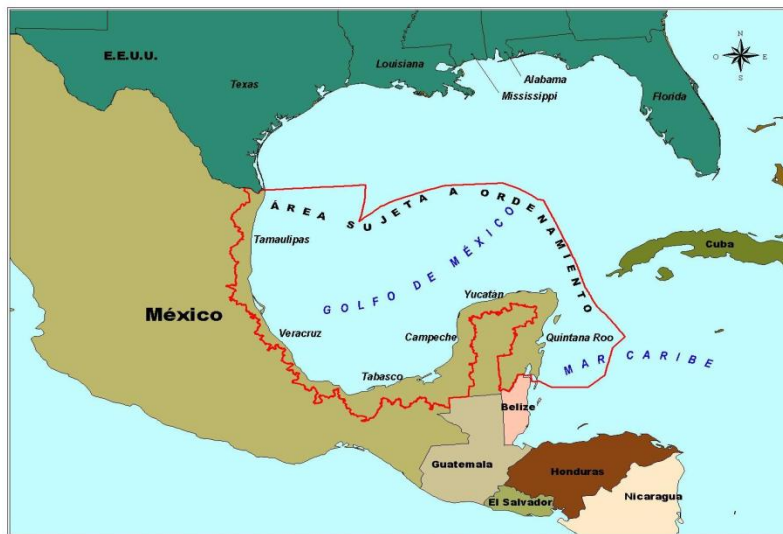 E.E.U.U.
Texas
Louisiana
Alabama
Mississippi
Florida
N
O
E
S
ÁREA SUJETA A ORDENAMIENTO
Tamaulipas
GOLFO DE MÉXICO
Cuba
México
Yucatán
Veracruz
Campeche
Quintana Roo
MAR CARIBE
Tabasco
Belize
Guatemala
Honduras
El Salvador
Nicaragua